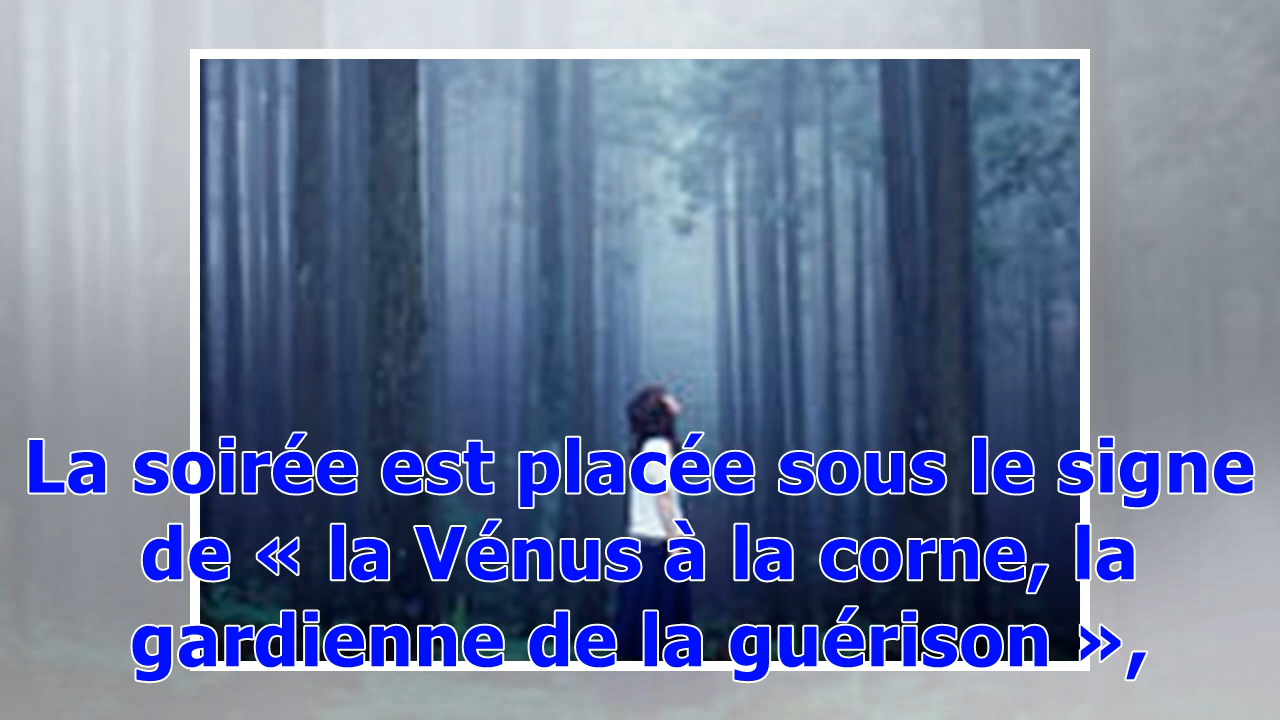 La soirée est placée sous le signe
de « la Vénus à la corne, la
gardienne de la guérison »,